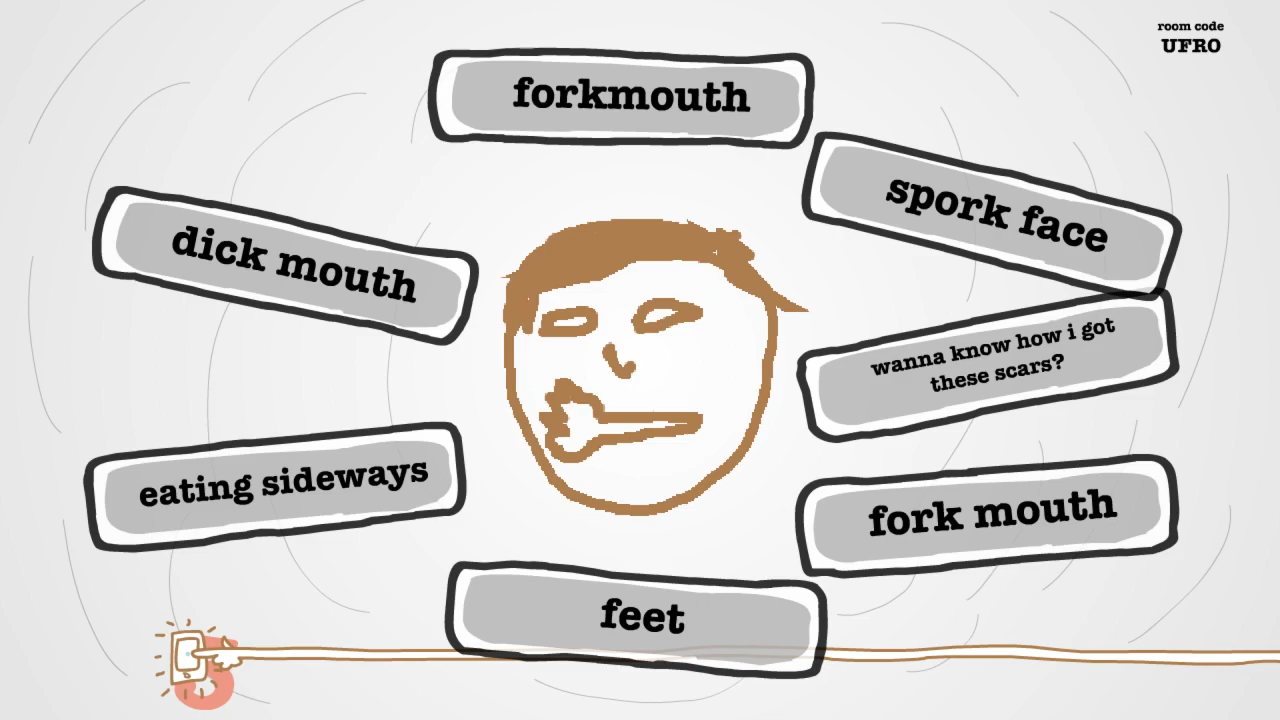 room code
UFRO
forkmouth
spork face
dick mouth
wanna know how i got
these scars?
eating sideways
fork mouth
feet